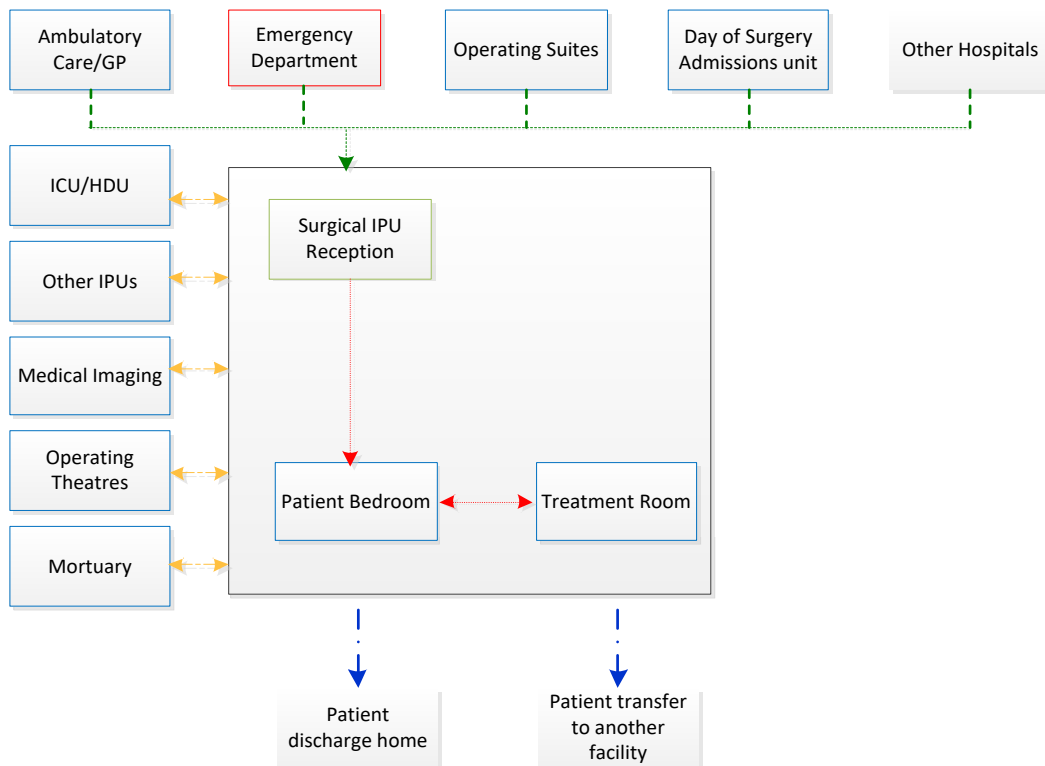 Ambulatory
Care/GP
Emergency
Department
Operating Suites
Day of Surgery
Admissions unit
Other Hospitals
ICU/HDU
Surgical IPU
Reception
Other IPUs
Medical Imaging
Operating
Theatres
Patient Bedroom
Treatment Room
Mortuary
Patient
discharge home
Patient transfer
to another
facility